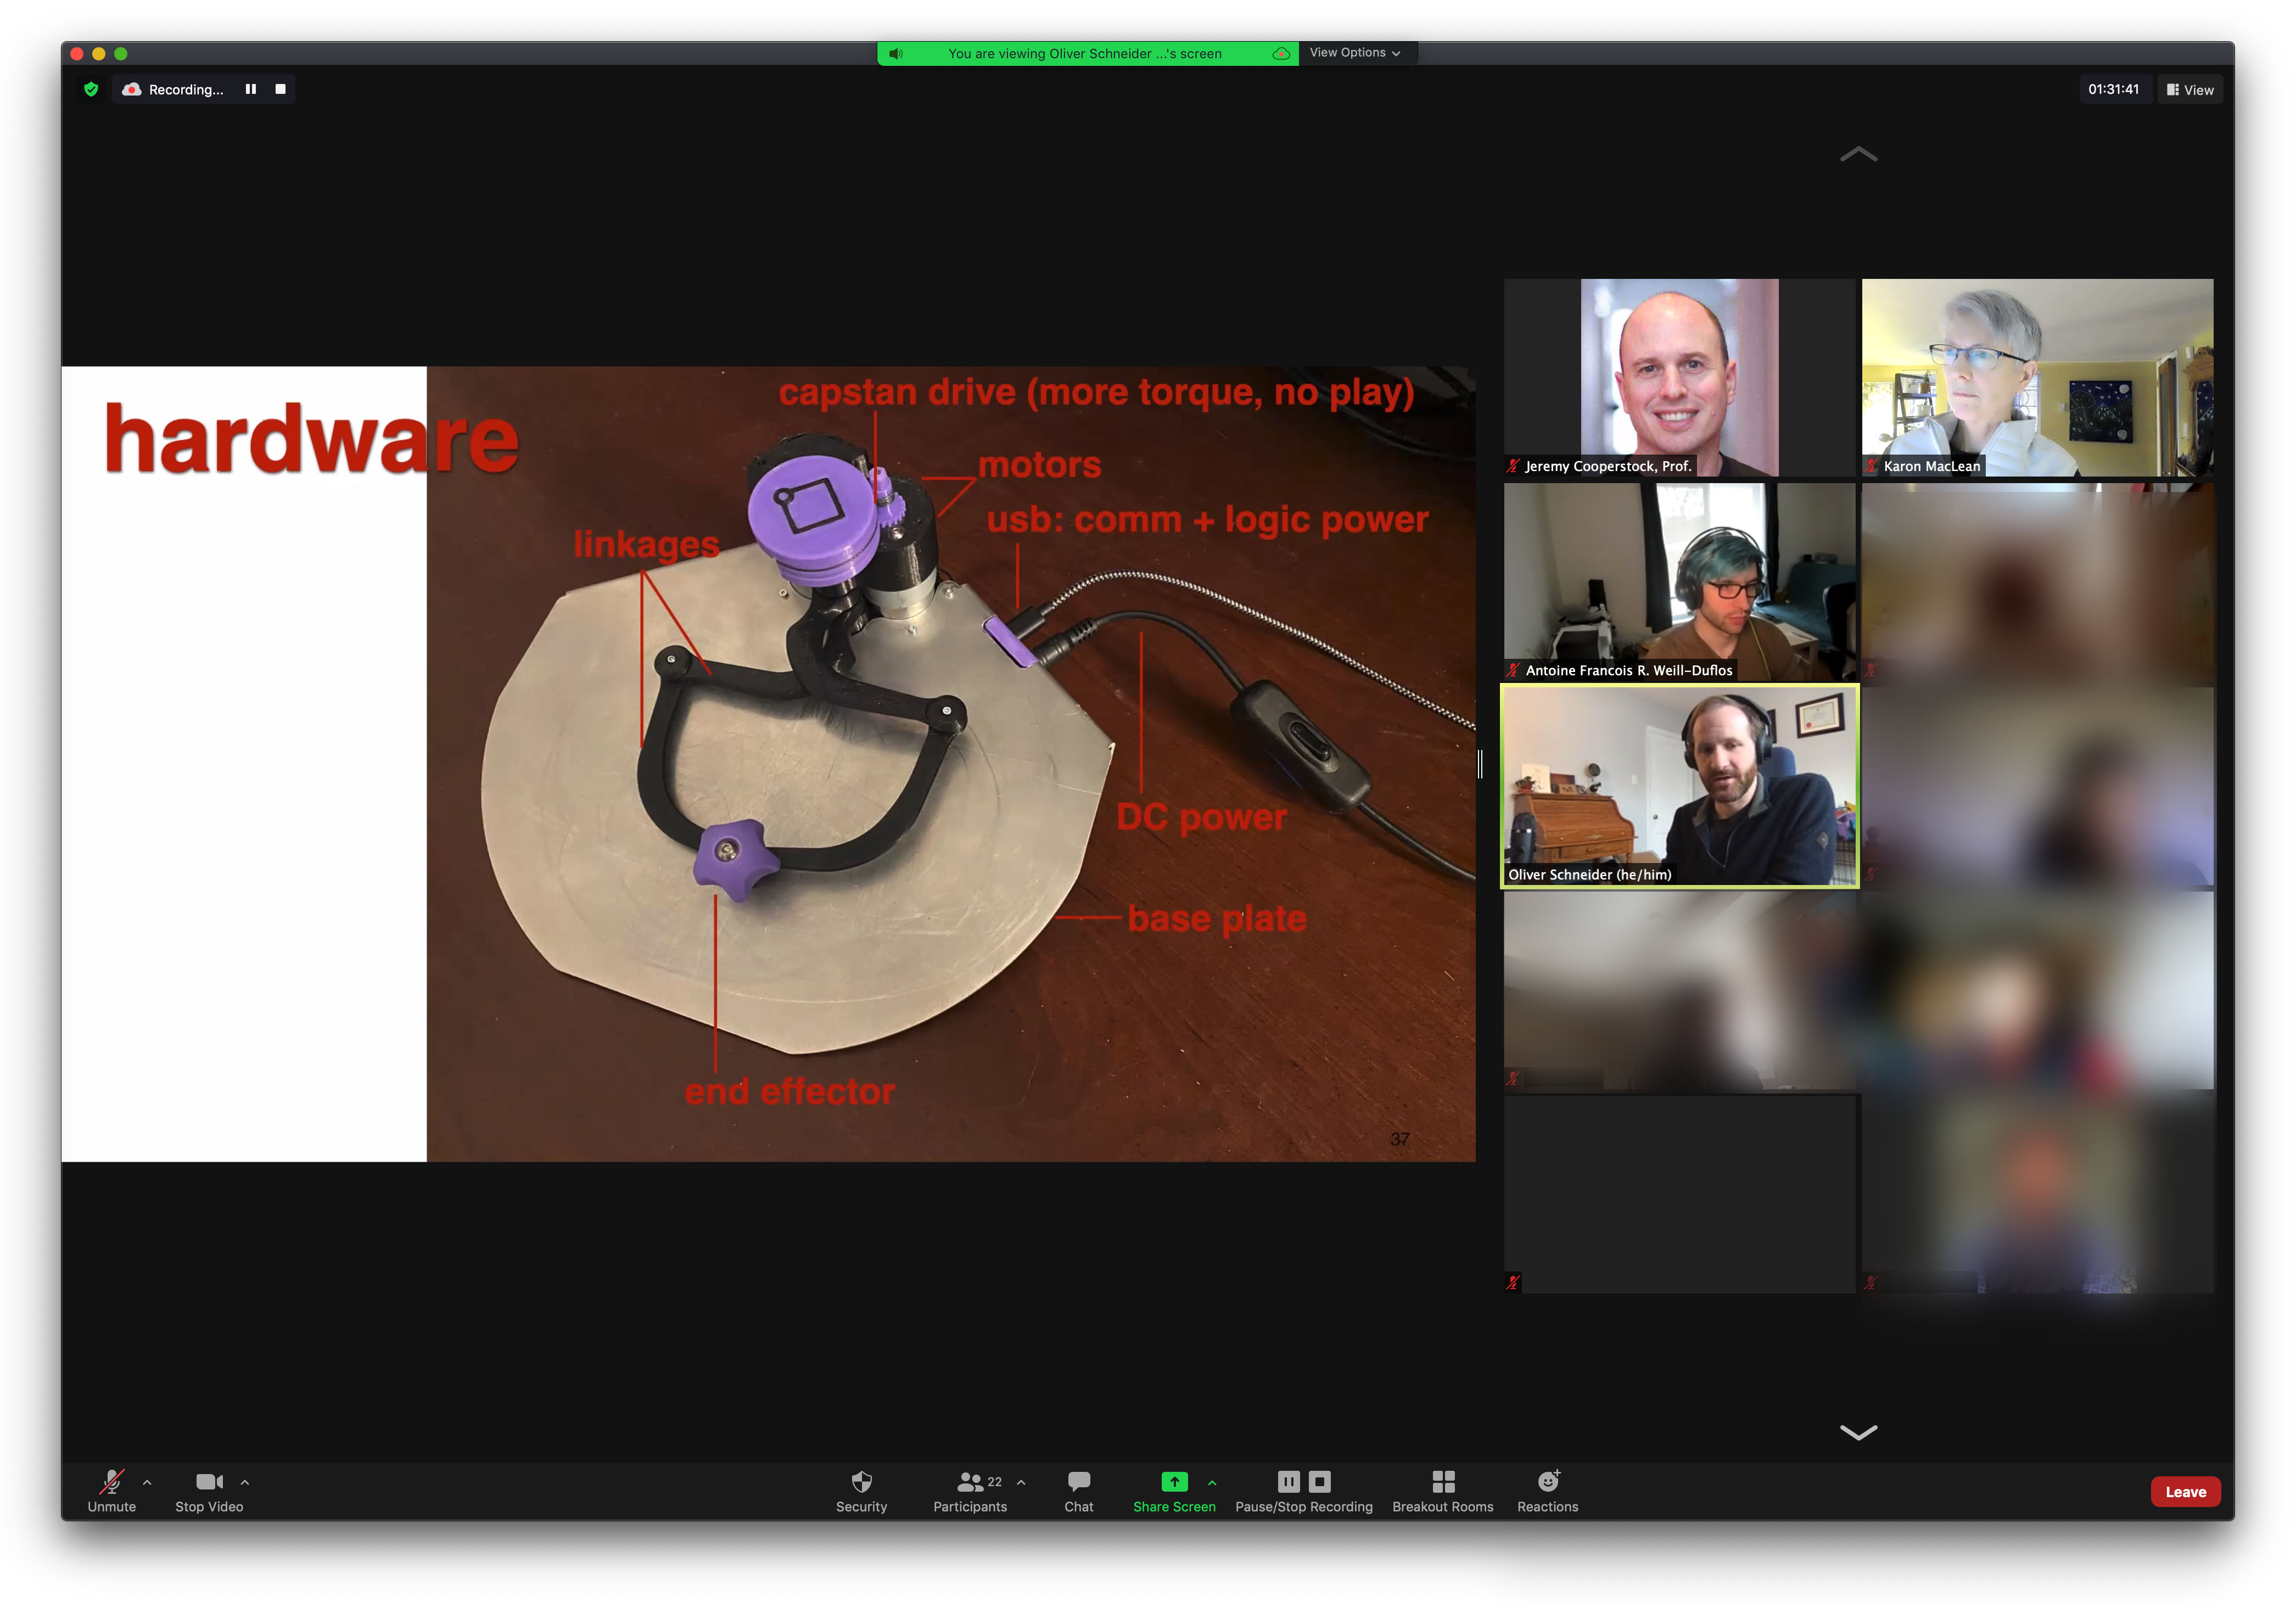 You are viewing Oliver Schneider ...'s screen
View Options
Recording...
01:31:41
View
hardware
capstan drive (more torque, no play)
motors
usb: comm + logic power
linkages
DC power
base plate
end effector
37
Jeremy Cooperstock, Prof.
Karon MacLean
Antoine Francois R. Weill-Duflos
Oliver Schneider (he/him)
Unmute
Stop Video
Security
22
Participants
Chat
Share Screen
Pause/Stop Recording
Breakout Rooms
Reactions
Leave